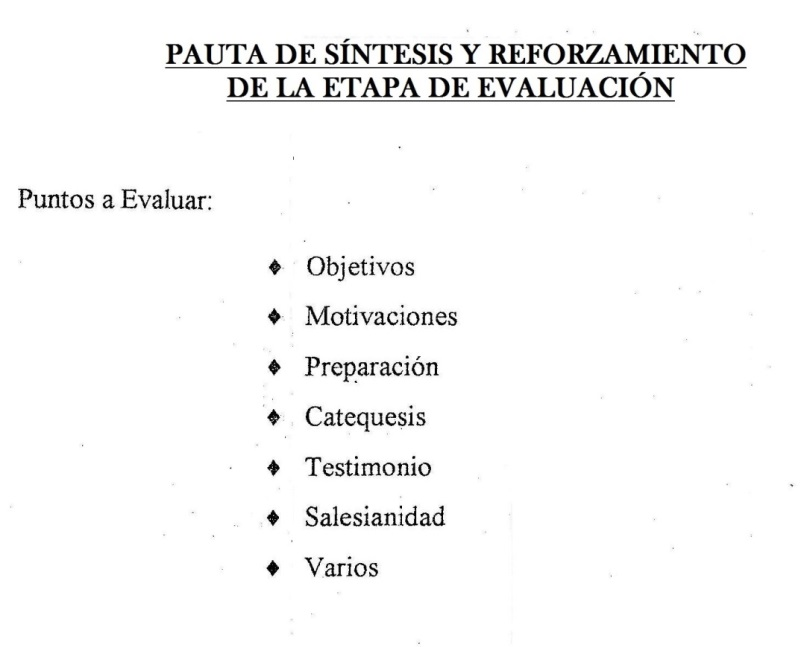 PAUTA DE SÍNTESIS Y REFORZAMIENTO
DE LA ETAPA DE EVALUACIÓN
Puntos a Evaluar:
♦ Objetivos
♦ Motivaciones
♦ Preparación
♦ Catequesis
♦ Testimonio
♦ Salesianidad
♦ Varios